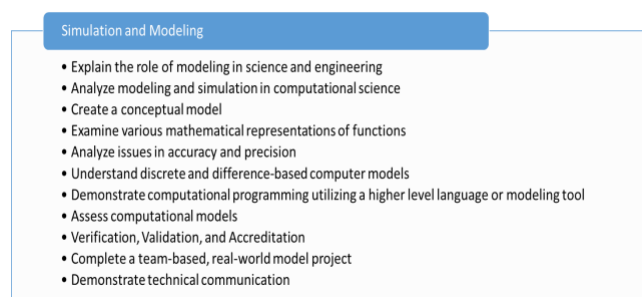 Simulation and Modeling
• Explain the role of modeling in science and engineering
• Analyze modeling and simulation in computational science
• Create a conceptual model
• Examine various mathematical representations of functions
• Analyze issues in accuracy and precision
• Understand discrete and difference-based computer models
• Demonstrate computational programming utilizing a higher level language or modeling tool
• Assess computational models
• Verification, Validation, and Accreditation
• Complete a team-based, real-world model project
• Demonstrate technical communication